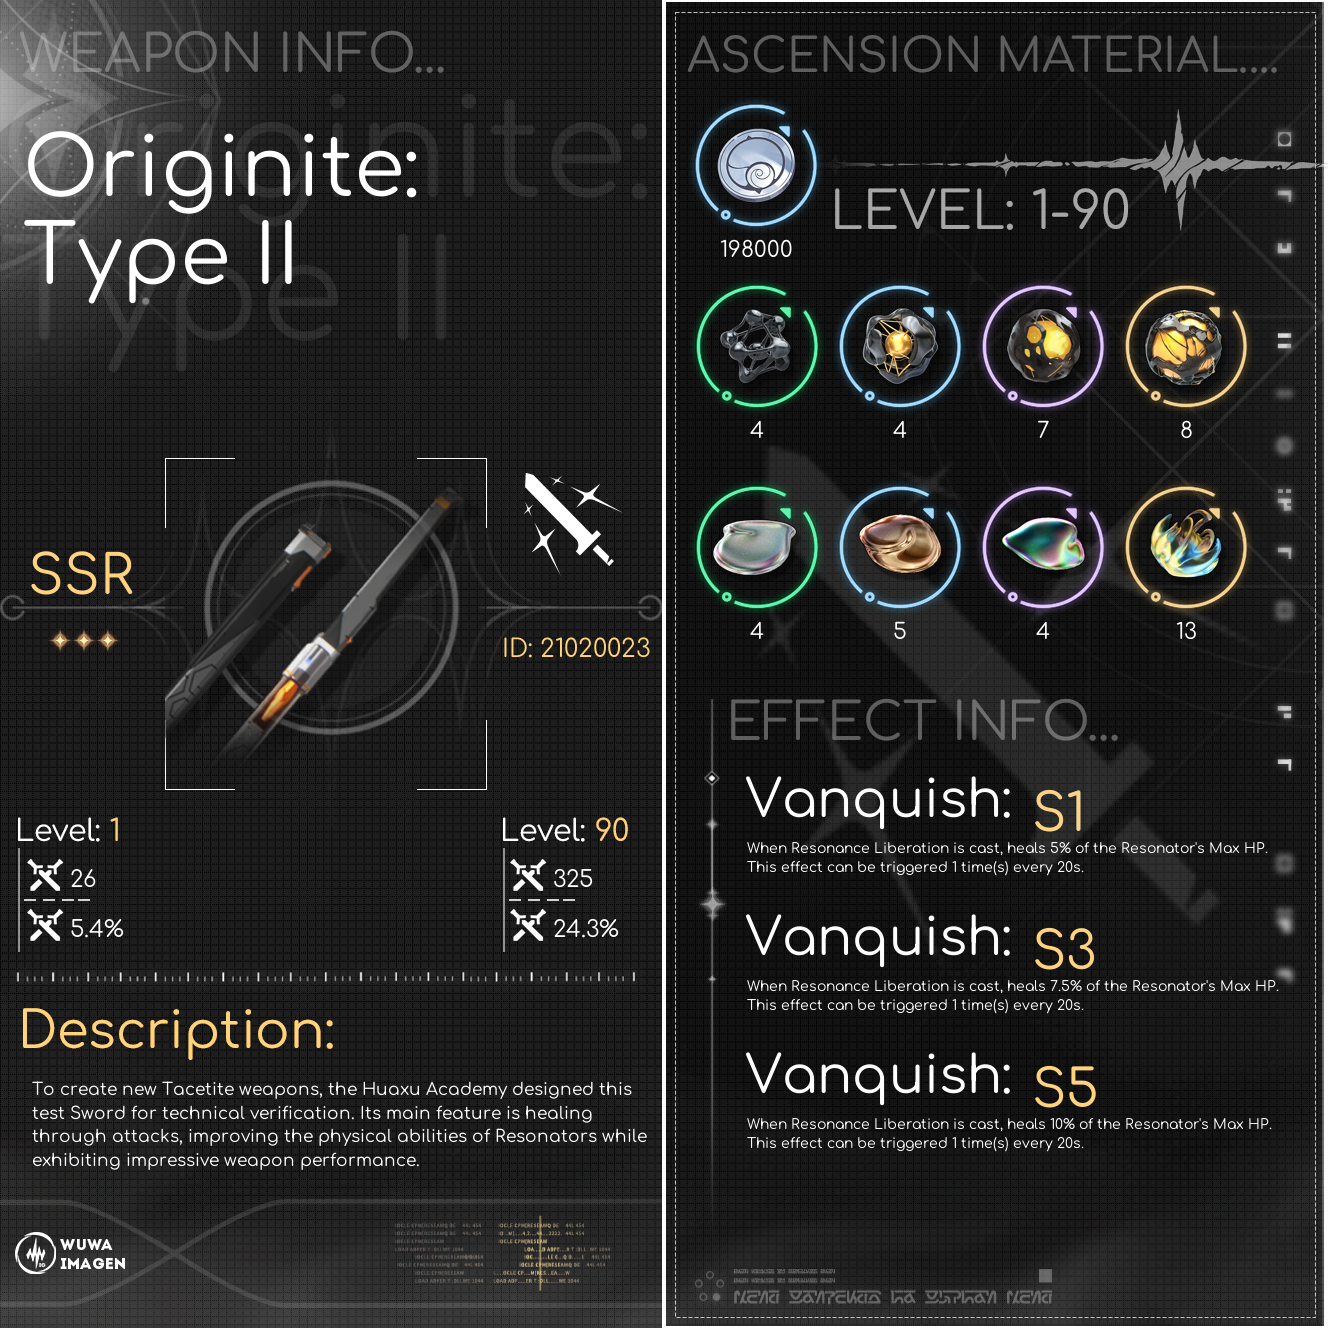 WEAPON INFO...
Originite:
Type II
SSR
ID: 21020023
Level: 1
26
5.4%
Level: 90
325
24.3%
Description:
To create new Tacetite weapons, the Huaxu Academy designed this
test Sword for technical verification. Its main feature is healing
through attacks, improving the physical abilities of Resonators while
exhibiting impressive weapon performance.
WUWA
IMAGEN
ASCENSION MATERIAL....
198000
LEVEL: 1-90
4 4 7 8
4 5 4 13
EFFECT INFO...
Vanquish: S1
When Resonance Liberation is cast, heals 5% of the Resonator's Max HP.
This effect can be triggered 1 time(s) every 20s.
Vanquish: S3
When Resonance Liberation is cast, heals 7.5% of the Resonator's Max HP.
This effect can be triggered 1 time(s) every 20s.
Vanquish: S5
When Resonance Liberation is cast, heals 10% of the Resonator's Max HP.
This effect can be triggered 1 time(s) every 20s.